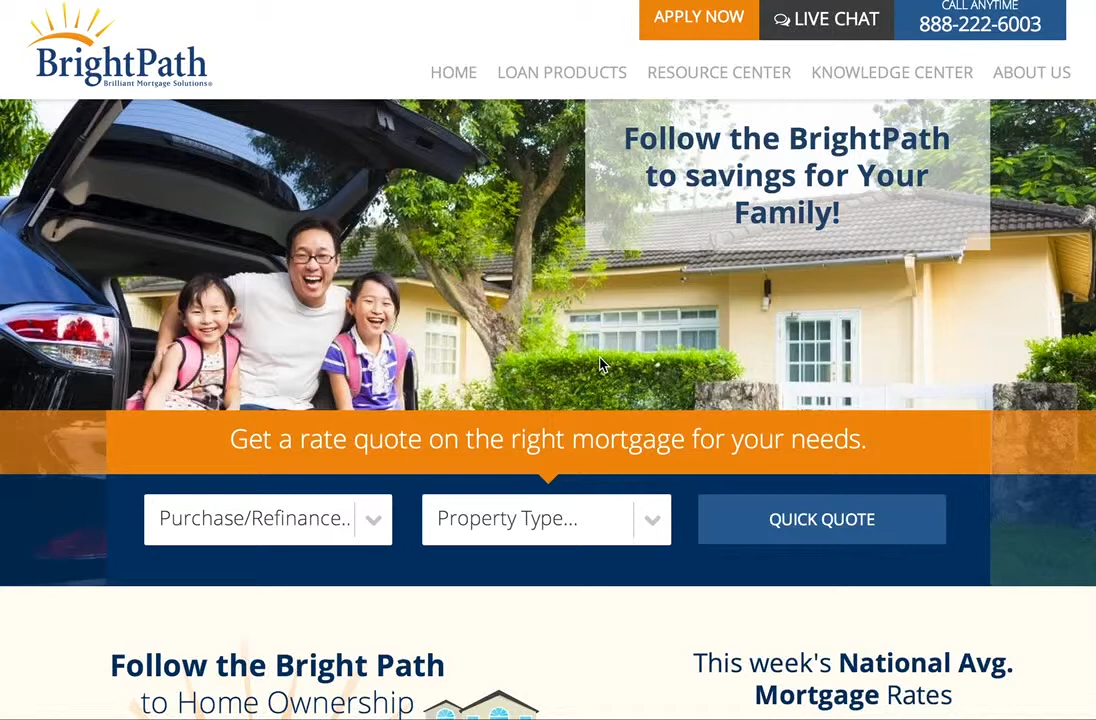 APPLY NOW
LIVE CHAT
CALL ANYTIME
888-222-6003
BrightPath
Brilliant Mortgage Solutions®
HOME
LOAN PRODUCTS
RESOURCE CENTER
KNOWLEDGE CENTER
ABOUT US
Follow the BrightPath
to savings for Your
Family!
Get a rate quote on the right mortgage for your needs.
Purchase/Refinance..
Property Type...
QUICK QUOTE
Follow the Bright Path
to Home Ownership
This week's National Avg.
Mortgage Rates